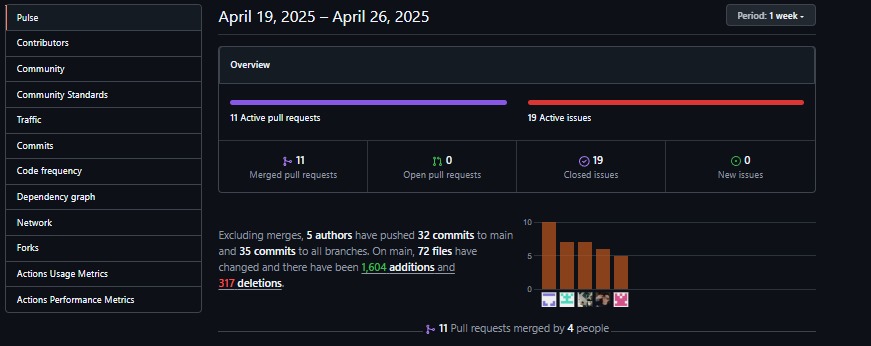 Pulse
Contributors
Community
Community Standards
Traffic
Commits
Code frequency
Dependency graph
Network
Forks
Actions Usage Metrics
Actions Performance Metrics
April 19, 2025 – April 26, 2025
Period: 1 week
Overview
11 Active pull requests
19 Active issues
11
Merged pull requests
0
Open pull requests
19
Closed issues
0
New issues
Excluding merges, 5 authors have pushed 32 commits to main
and 35 commits to all branches. On main, 72 files have
changed and there have been 1,604 additions and
317 deletions.
10
5
0
11 Pull requests merged by 4 people